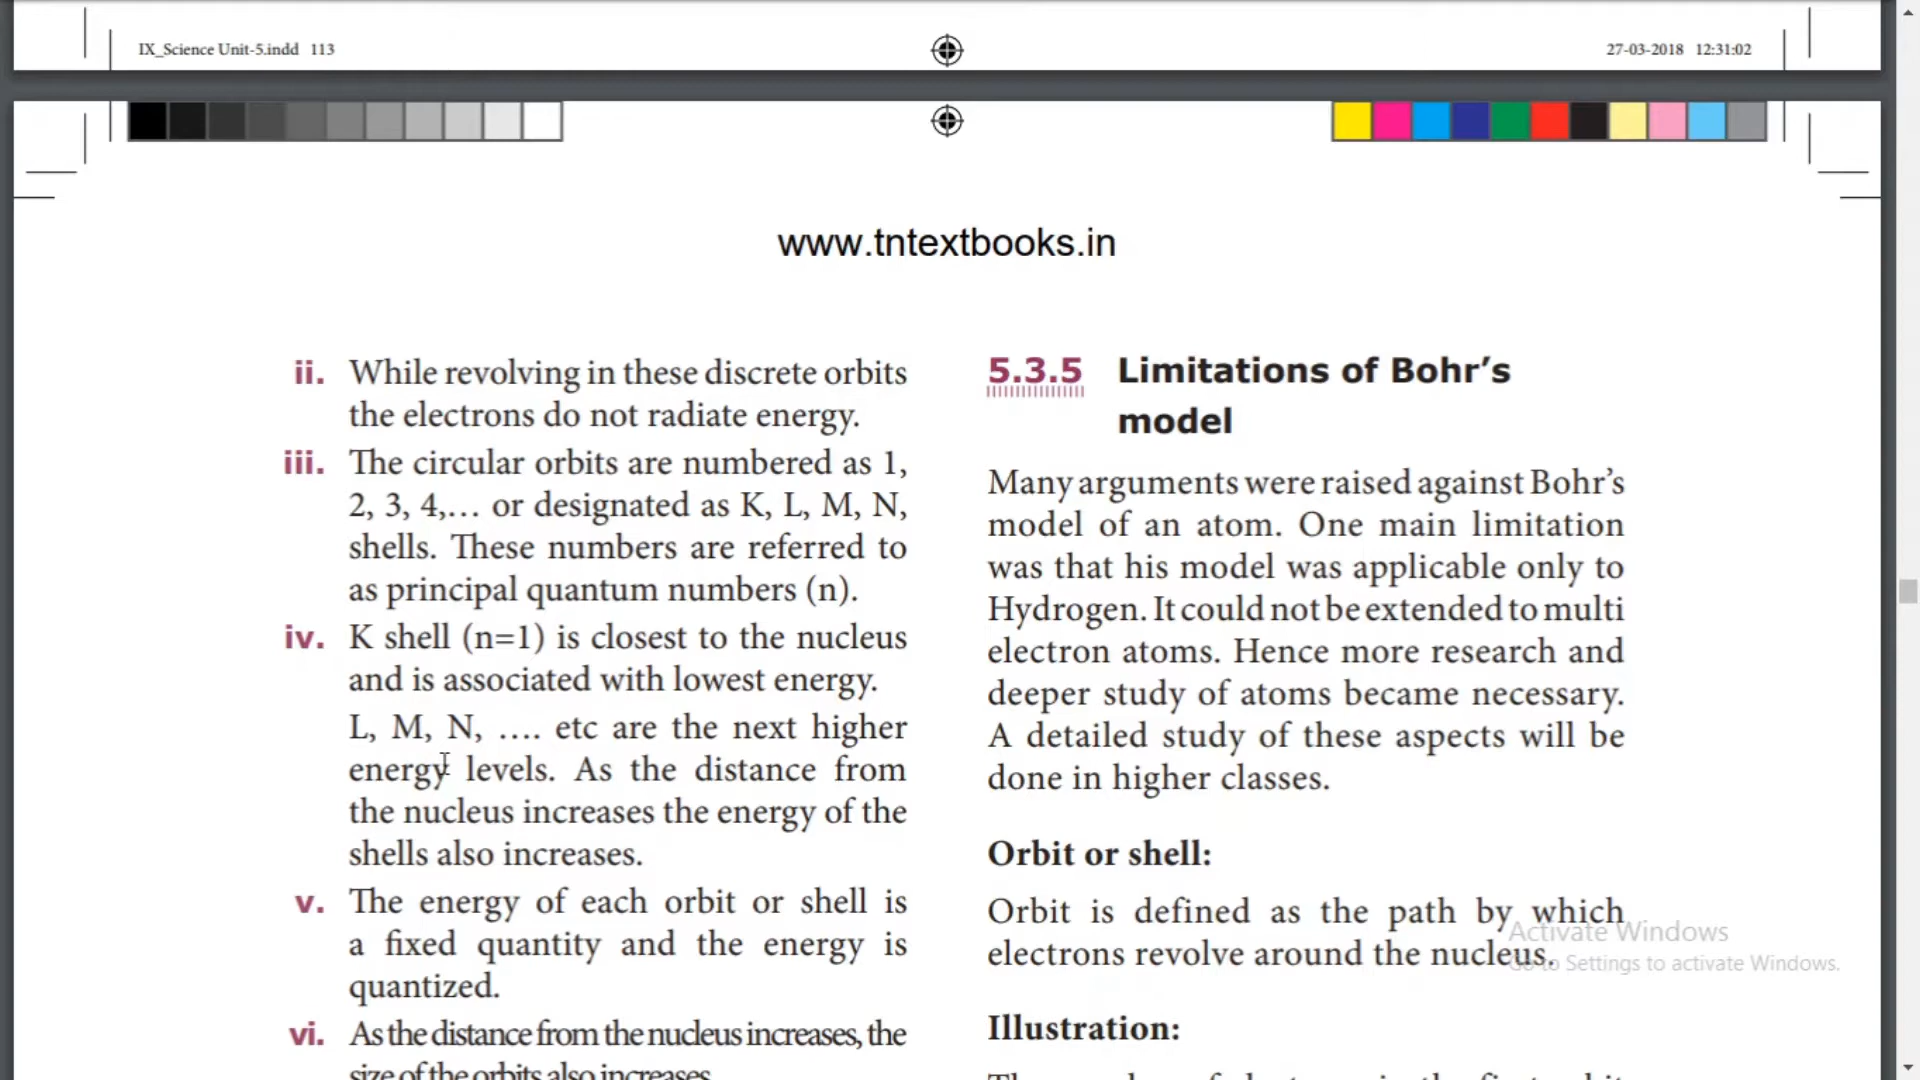 IX_Science Unit-5.indd 113
27-03-2018 12:31:02
www.tntextbooks.in
ii. While revolving in these discrete orbits
the electrons do not radiate energy.
iii. The circular orbits are numbered as 1,
2, 3, 4,… or designated as K, L, M, N,
shells. These numbers are referred to
as principal quantum numbers (n).
iv. K shell (n=1) is closest to the nucleus
and is associated with lowest energy.
L, M, N, …. etc are the next higher
energy levels. As the distance from
the nucleus increases the energy of the
shells also increases.
v. The energy of each orbit or shell is
a fixed quantity and the energy is
quantized.
vi. As the distance from the nucleus increases, the
size of the orbits also increases.
5.3.5 Limitations of Bohr’s
model
Many arguments were raised against Bohr’s
model of an atom. One main limitation
was that his model was applicable only to
Hydrogen. It could not be extended to multi
electron atoms. Hence more research and
deeper study of atoms became necessary.
A detailed study of these aspects will be
done in higher classes.
Orbit or shell:
Orbit is defined as the path by which
electrons revolve around the nucleus.
Illustration:
Activate Windows
Go to Settings to activate Windows.